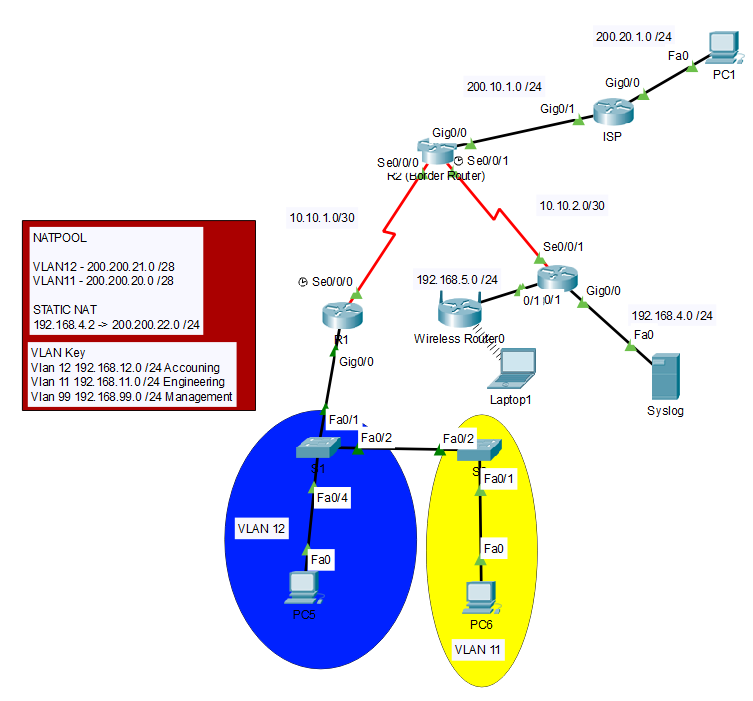 200.20.1.0 /24
Fa0
PC1
Gig0/0
200.10.1.0 /24
Gig0/1
ISP
Gig0/0
Se0/0/0
Se0/0/1
R2 (Border Router)
10.10.1.0/30
10.10.2.0/30
NATPOOL
VLAN12 - 200.200.21.0 /28
VLAN11 - 200.200.20.0 /28
STATIC NAT
192.168.4.2 -> 200.200.22.0 /24
VLAN Key
Vlan 12 192.168.12.0 /24 Accouning
Vlan 11 192.168.11.0 /24 Engineering
Vlan 99 192.168.99.0 /24 Management
Se0/0/1
192.168.5.0 /24
Se0/0/0
Gig0/0
0/1
0/1
192.168.4.0 /24
Fa0
Wireless Router0
R1
Gig0/0
Laptop1
Syslog
Fa0/1
Fa0/2
Fa0/2
S1
Fa0/1
Fa0/4
VLAN 12
Fa0
Fa0
PC5
PC6
VLAN 11